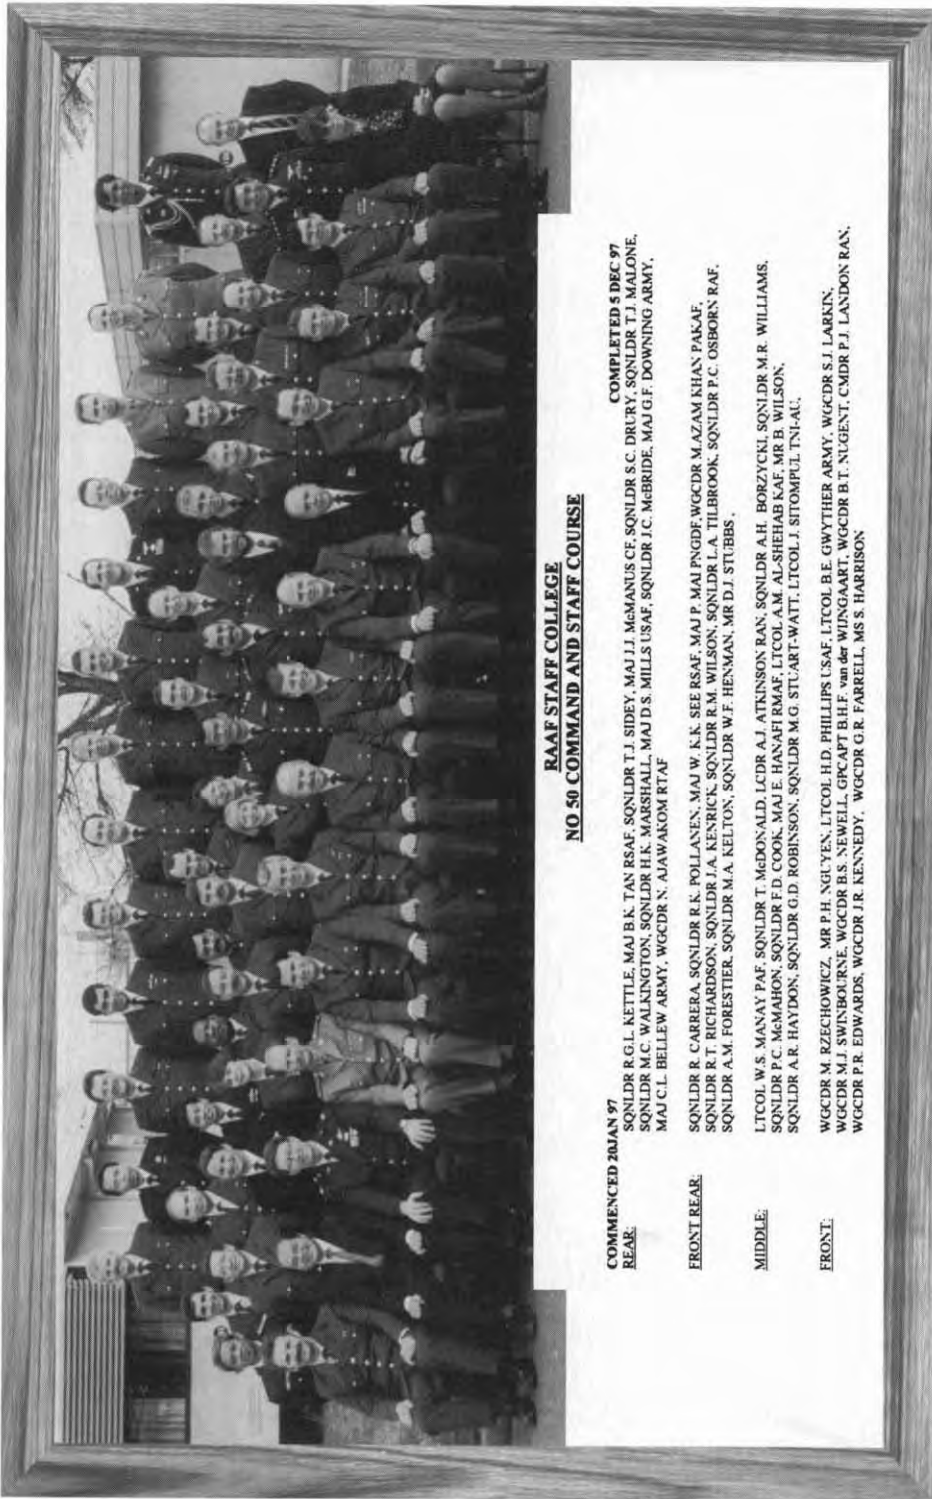 RAAF STAFF COLLEGE
NO 50 COMMAND AND STAFF COURSE
COMMENCED 20JAN 97 COMPLETED 5 DEC 97
REAR: SQNLDR R.G.L. KETTLE, MAJ B.K. TAN RSAF, SQNLDR T.J. SIDEY, MAJ J.J. McMANUS CF, SQNLDR S.C. DRURY, SQNLDR T.J. MALONE,
SQNLDR M.C. WALKINGTON, SQNLDR H.K. MARSHALL, MAJ D.S. MILLS USAF, SQNLDR J.C. McBRIDE, MAJ G.F. DOWNING ARMY,
MAJ C.L. BELLEW ARMY, WGCDR N. AJAWAKOM RTAF
FRONT REAR: SQNLDR R. CARRERA, SQNLDR R.K. POLLANEN, MAJ W. K.K. SEE RSAF, MAJ P. MAI PNGDF, WGCDR M.AZAM KHAN PAKAF,
SQNLDR R.T. RICHARDSON, SQNLDR J.A. KENRICK, SQNLDR R.M. WILSON, SQNLDR L.A. TILBROOK, SQNLDR P.C. OSBORN RAF,
SQNLDR A.M. FORESTIER, SQNLDR M.A. KELTON, SQNLDR W.F. HENMAN, MR D.J. STUBBS .
MIDDLE: LTCOL W.S. MANAY PAF, SQNLDR T. McDONALD, LCDR A.J. ATKINSON RAN, SQNLDR A.H. BORZYCKI, SQNLDR M.R. WILLIAMS,
SQNLDR P.C. McMAHON, SQNLDR F.D. COOK, MAJ E. HANAFI RMAF, LTCOL A.M. AL-SHEHAB KAF, MR B. WILSON,
SQNLDR A.R. HAYDON, SQNLDR G.D. ROBINSON, SQNLDR M.G. STUART-WATT, LTCOL J. SITOMPUL TNI-AU,
FRONT: WGCDR M. RZECHOWICZ, MR P.H. NGUYEN, LTCOL H.D. PHILLIPS USAF, LTCOL B.E. GWYTHER ARMY, WGCDR S.J. LARKIN,
WGCDR M.J. SWINBOURNE, WGCDR B.S. NEWELL, GPCAPT B.H.F. van der WIJNGAART, WGCDR B.T. NUGENT, CMDR P.J. LANDON RAN,
WGCDR P.R. EDWARDS, WGCDR J.R. KENNEDY, WGCDR G.R. FARRELL, MS S. HARRISON